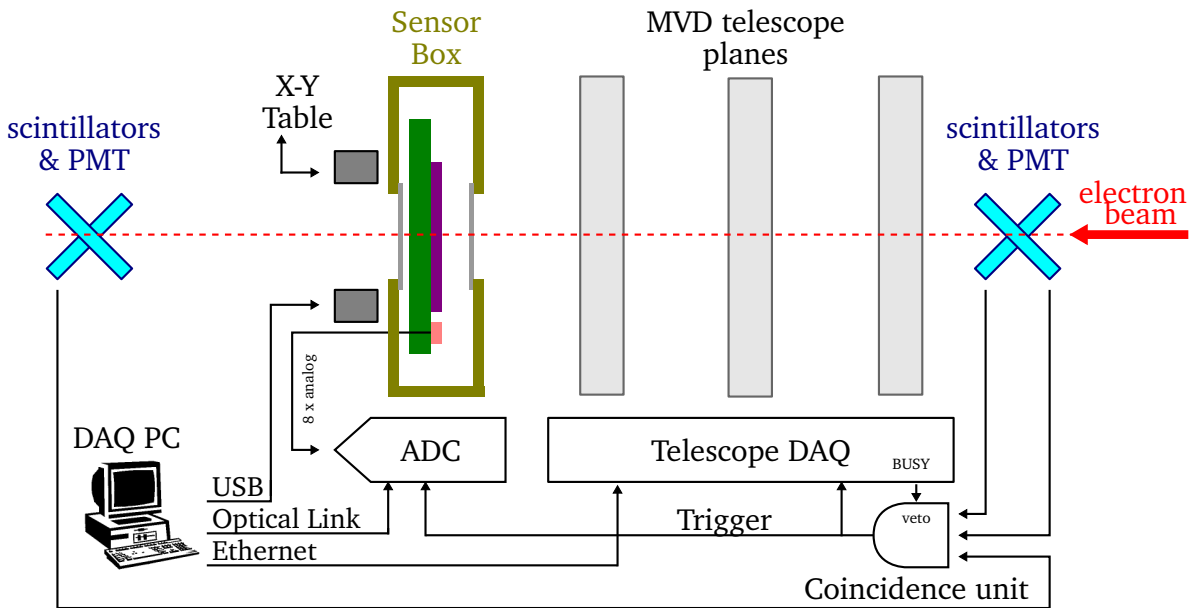 Sensor
Box
MVD telescope
planes
X-Y
Table
scintillators
& PMT
scintillators
& PMT
electron
beam
8 x analog
DAQ PC
ADC
Telescope DAQ
BUSY
USB
veto
Optical Link
Trigger
Ethernet
Coincidence unit